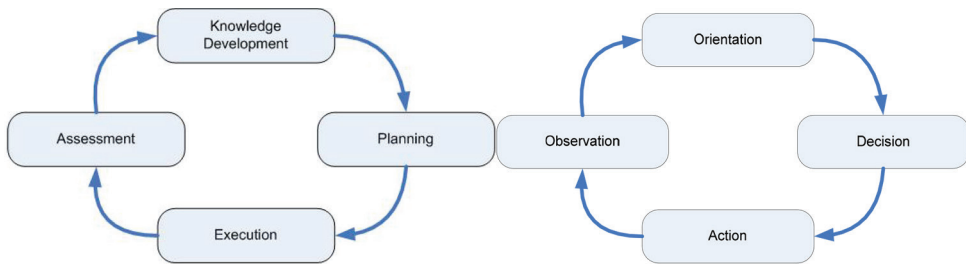 Knowledge
Development
Assessment
Planning
Execution
Orientation
Observation
Decision
Action